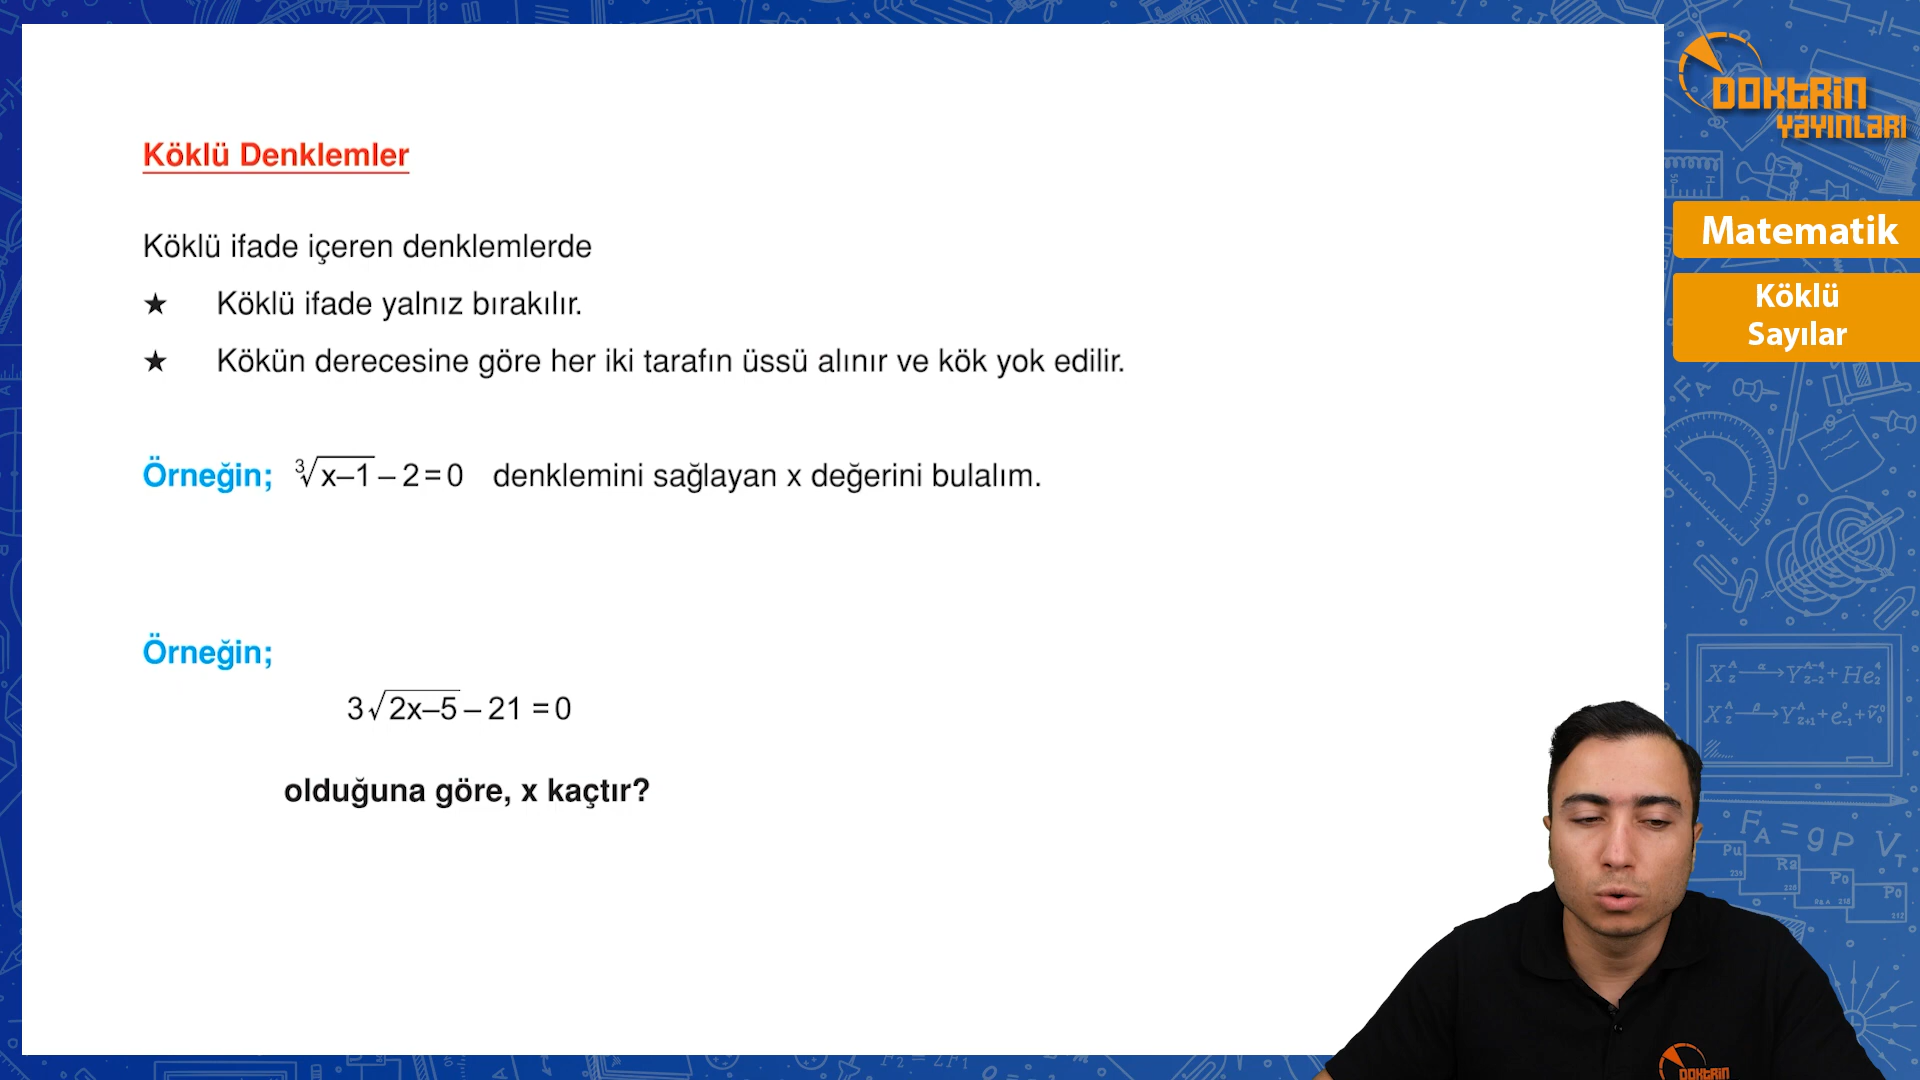 Köklü Denklemler
Köklü ifade içeren denklemlerde
★ Köklü ifade yalnız bırakılır.
★ Kökün derecesine göre her iki tarafın üssü alınır ve kök yok edilir.
Örneğin; ∛(x–1) – 2 = 0 denklemini sağlayan x değerini bulalım.
Örneğin;
3√(2x–5) – 21 = 0
olduğuna göre, x kaçtır?
DOKTRİN
YAYINLARI
Matematik
Köklü
Sayılar
DOKTRİN